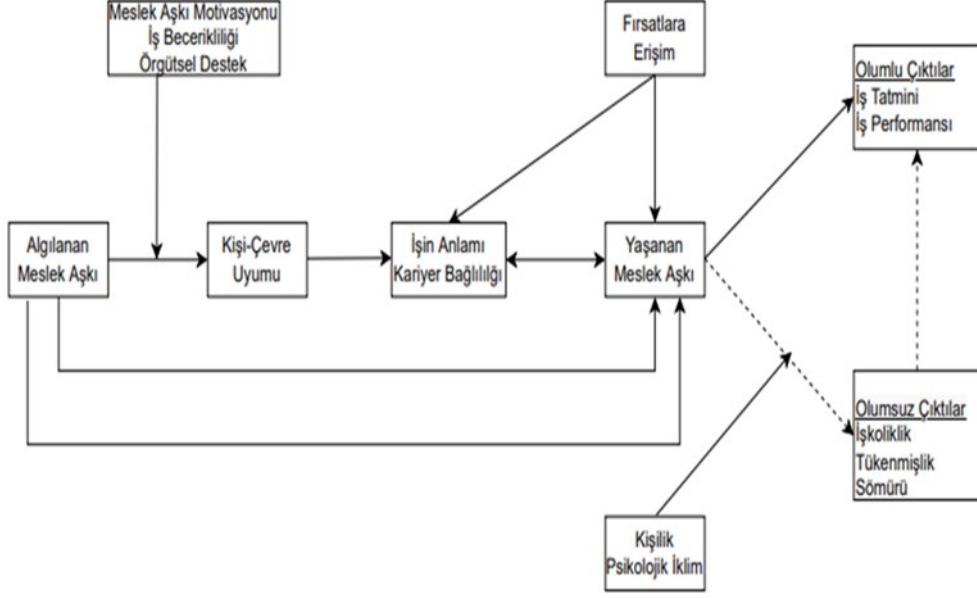 Meslek Aşkı Motivasyonu
İş Becerikliliği
Örgütsel Destek
Fırsatlara
Erişim
Olumlu Çıktılar
İş Tatmini
İş Performansı
Algılanan
Meslek Aşkı
Kişi-Çevre
Uyumu
İşin Anlamı
Kariyer Bağlılılğı
Yaşanan
Meslek Aşkı
Olumsuz Çıktılar
İşkoliklik
Tükenmişlik
Sömürü
Kişilik
Psikolojik İklim